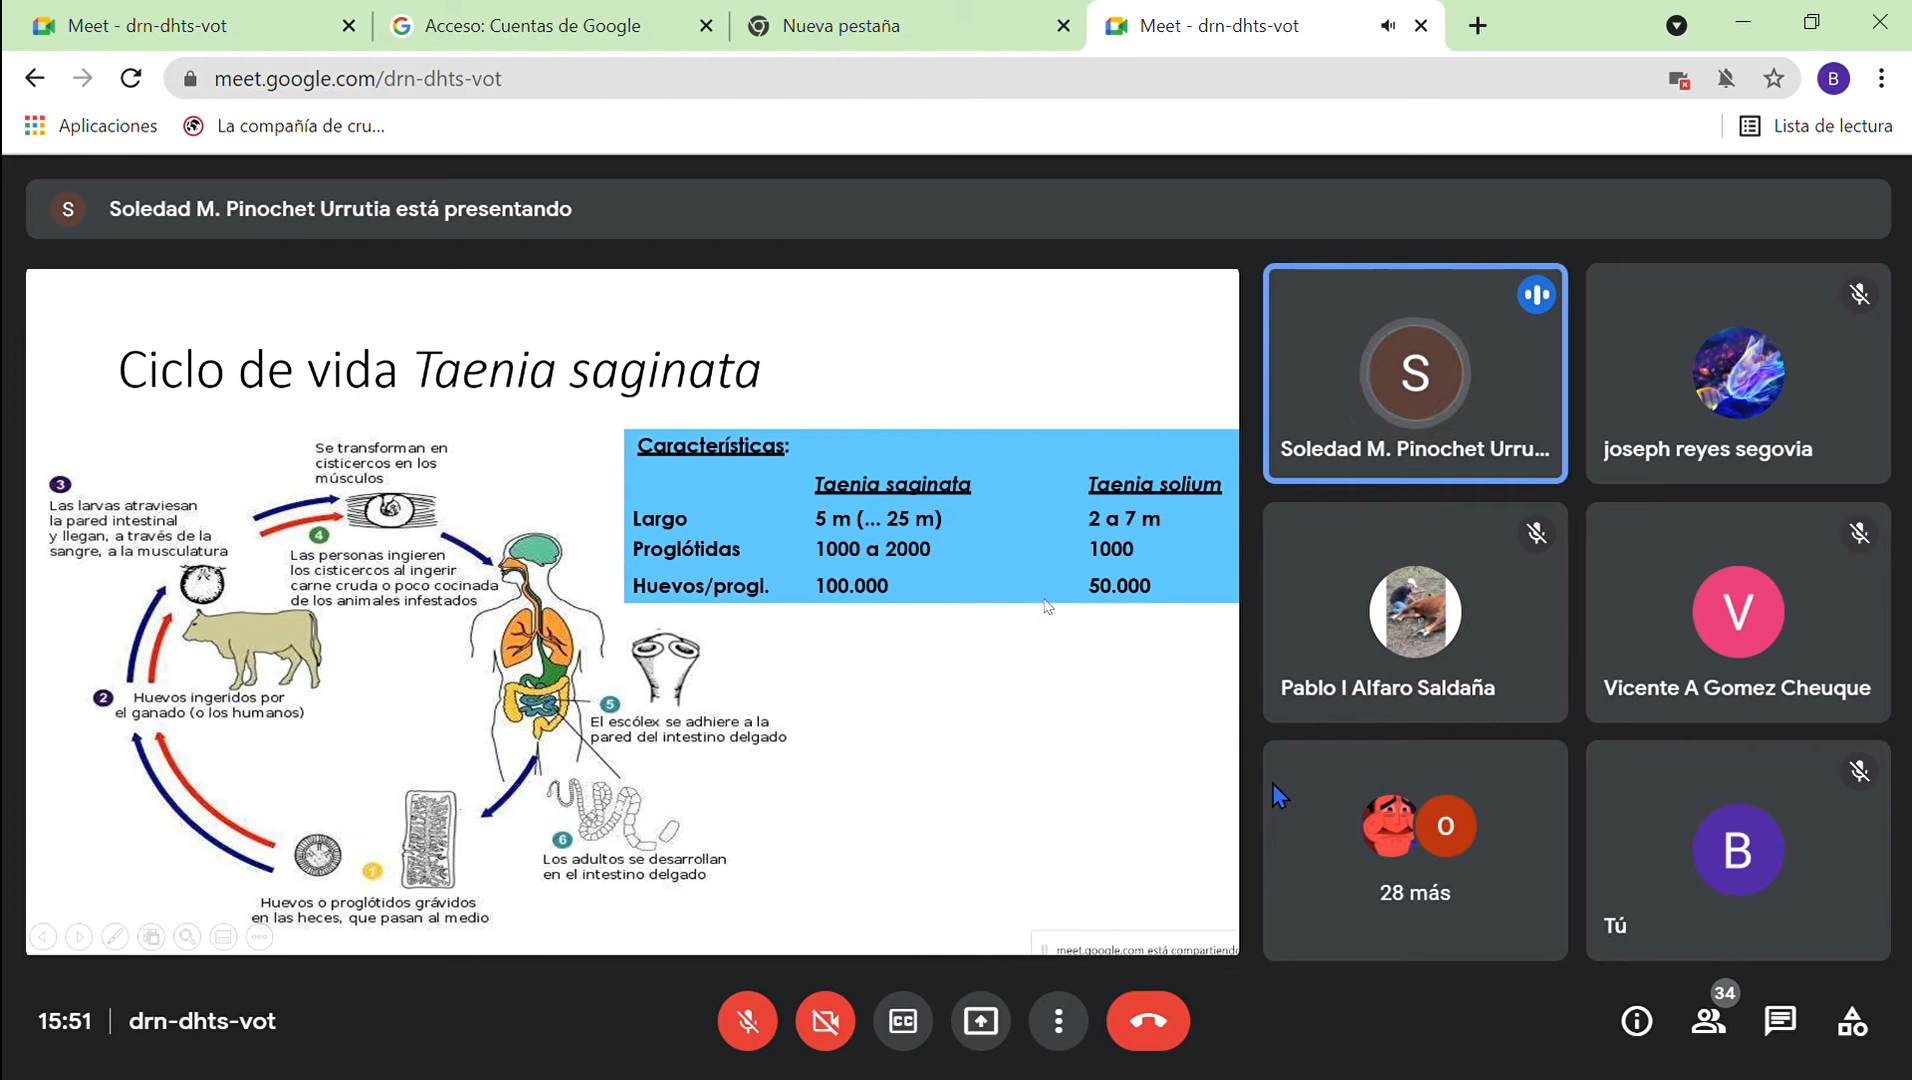 Meet - drn-dhts-vot
Acceso: Cuentas de Google
Nueva pestaña
Meet - drn-dhts-vot
meet.google.com/drn-dhts-vot
B
Aplicaciones
La compañía de cru...
Lista de lectura
S
Soledad M. Pinochet Urrutia está presentando
Ciclo de vida Taenia saginata
Se transforman en
cisticercos en los
músculos
3
Las larvas atraviesan
la pared intestinal
y llegan, a través de la
sangre, a la musculatura
4
Las personas ingieren
los cisticercos al ingerir
carne cruda o poco cocinada
de los animales infestados
2
Huevos ingeridos por
el ganado (o los humanos)
5
El escólex se adhiere a la
pared del intestino delgado
6
Los adultos se desarrollan
en el intestino delgado
1
Huevos o proglótidos grávidos
en las heces, que pasan al medio
Características:
Taenia saginata Taenia solium
Largo 5 m (... 25 m) 2 a 7 m
Proglótidas 1000 a 2000 1000
Huevos/progl. 100.000 50.000
meet.google.com está compartiendo
S
Soledad M. Pinochet Urru...
joseph reyes segovia
Pablo I Alfaro Saldaña
V
Vicente A Gomez Cheuque
O
28 más
B
Tú
15:51
drn-dhts-vot
CC
34